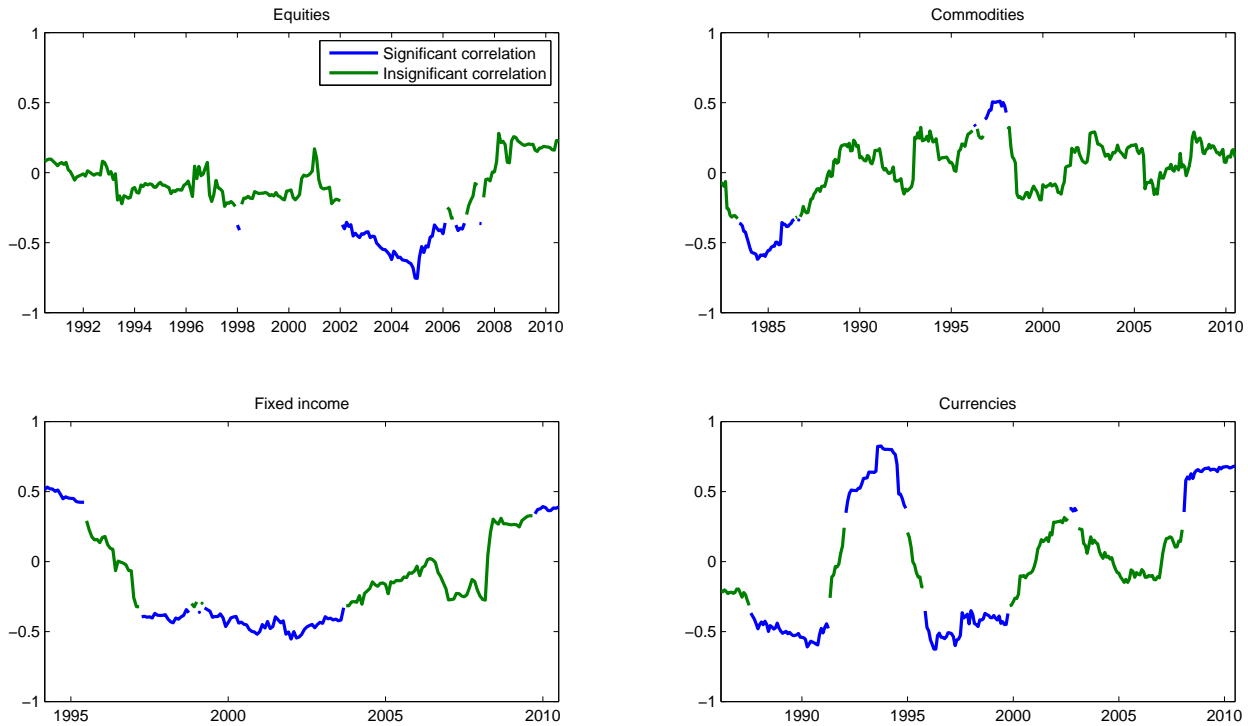 Equities
1
0.5
0
−0.5
−1
Significant correlation
Insignificant correlation
1992 1994 1996 1998 2000 2002 2004 2006 2008 2010
Commodities
1
0.5
0
−0.5
−1
1985 1990 1995 2000 2005 2010
Fixed income
1
0.5
0
−0.5
−1
1995 2000 2005 2010
Currencies
1
0.5
0
−0.5
−1
1990 1995 2000 2005 2010